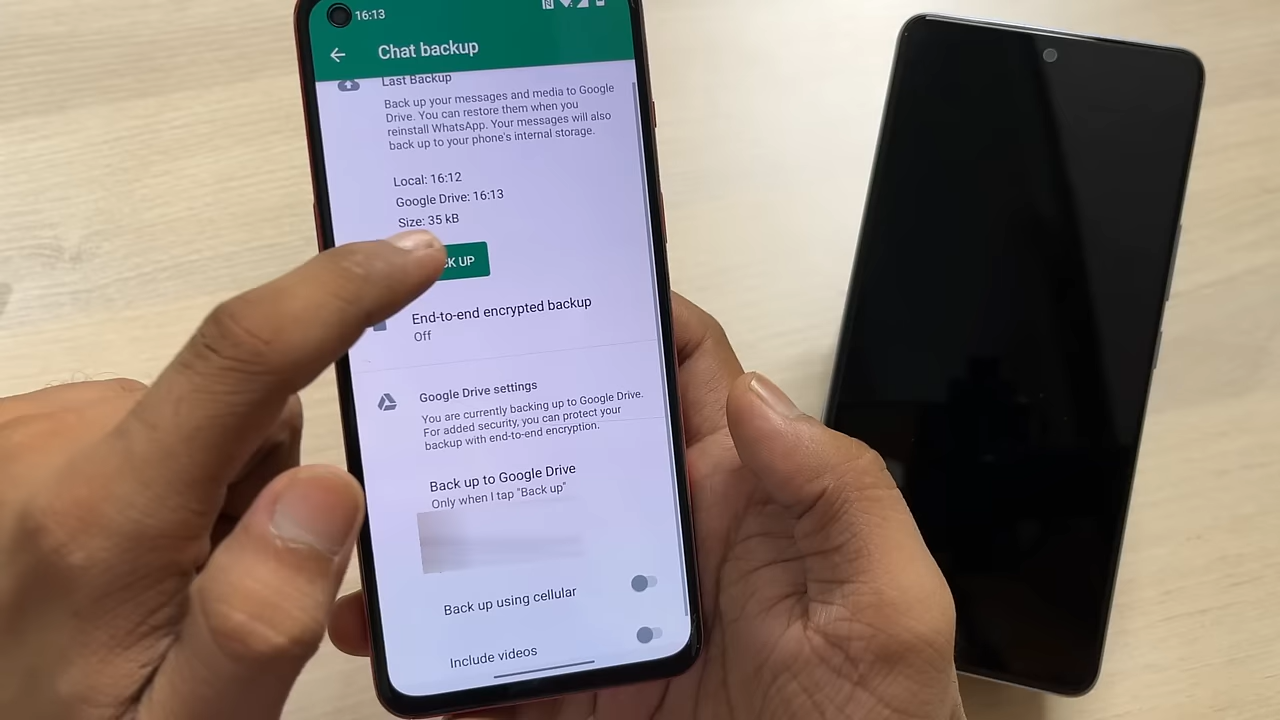 16:13
Chat backup
Last Backup
Back up your messages and media to Google
Drive. You can restore them when you
reinstall WhatsApp. Your messages will also
back up to your phone's internal storage.
Local: 16:12
Google Drive: 16:13
Size: 35 kB
CK UP
End-to-end encrypted backup
Off
Google Drive settings
You are currently backing up to Google Drive.
For added security, you can protect your
backup with end-to-end encryption.
Back up to Google Drive
Only when I tap "Back up"
Back up using cellular
Include videos